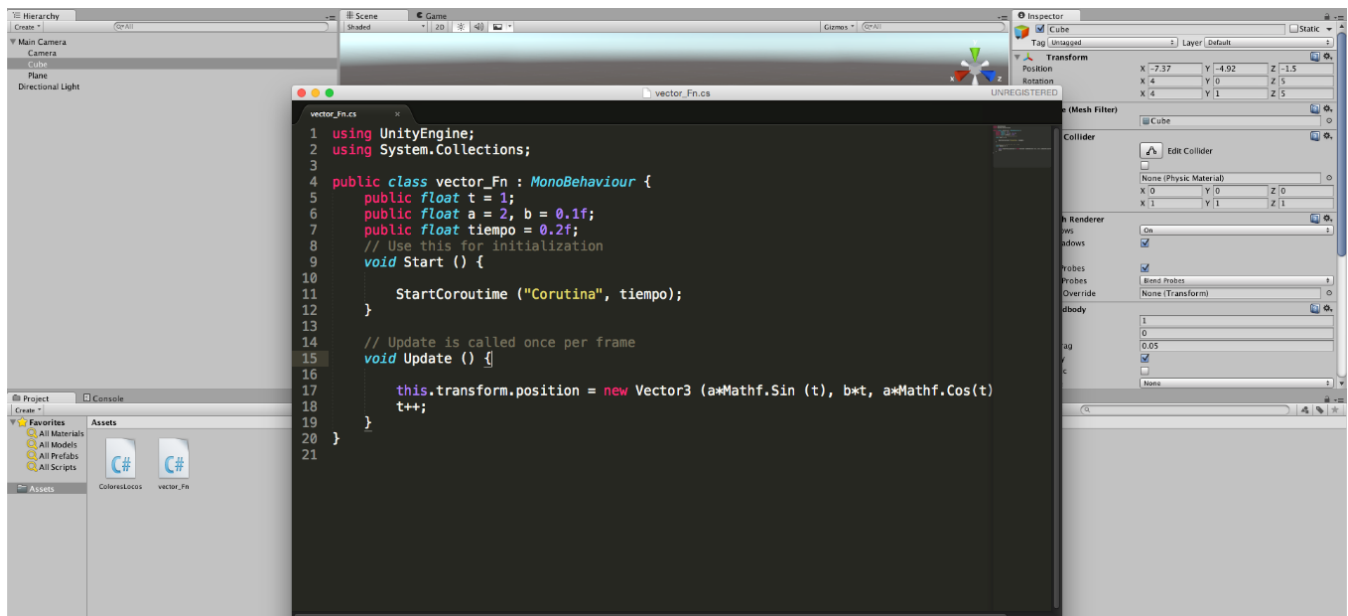 Hierarchy
Create
Q▾All
Main Camera
Camera
Cube
Plane
Directional Light
Scene
Game
Shaded
2D
Gizmos
Q▾All
Inspector
Cube
Static
Tag Untagged
Layer Default
Transform
Position X -7.37 Y -4.92 Z -1.5
Rotation X 4 Y 0 Z 5
X 4 Y 1 Z 5
(Mesh Filter)
Cube
Collider
Edit Collider
None (Physic Material)
X 0 Y 0 Z 0
X 1 Y 1 Z 1
h Renderer
ows On
adows
Probes
Probes Blend Probes
Override None (Transform)
dbody
1
0
ag 0.05
None
vector_Fn.cs
UNREGISTERED
vector_Fn.cs ×
1 using UnityEngine;
2 using System.Collections;
3
4 public class vector_Fn : MonoBehaviour {
5 public float t = 1;
6 public float a = 2, b = 0.1f;
7 public float tiempo = 0.2f;
8 // Use this for initialization
9 void Start () {
10
11 StartCoroutime ("Corutina", tiempo);
12 }
13
14 // Update is called once per frame
15 void Update () {
16
17 this.transform.position = new Vector3 (a*Mathf.Sin (t), b*t, a*Mathf.Cos(t)
18 t++;
19 }
20 }
21
Project
Console
Create
Favorites
All Materials
All Models
All Prefabs
All Scripts
Assets
Assets
C#
C#
ColoresLocos
vector_Fn